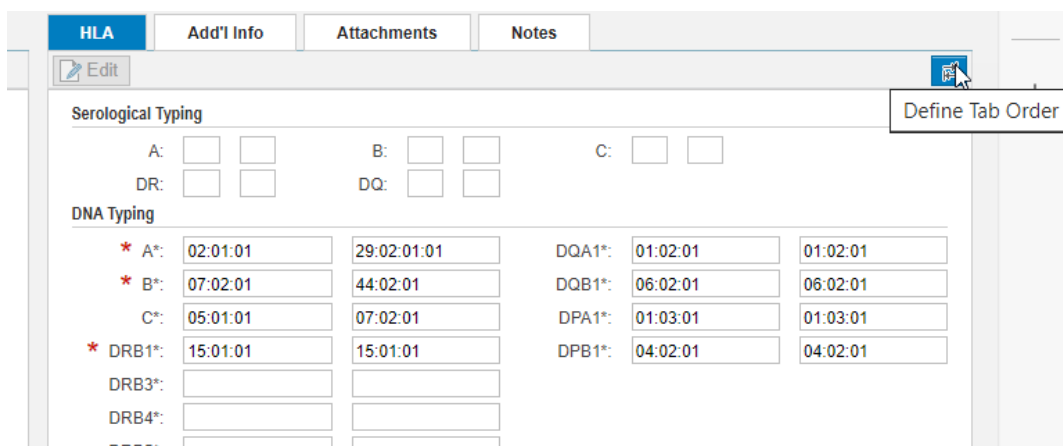 HLA Add'l Info Attachments Notes
Edit
Define Tab Order
Serological Typing
A: B: C:
DR: DQ:
DNA Typing
* A*: 02:01:01 29:02:01:01 DQA1*: 01:02:01 01:02:01
* B*: 07:02:01 44:02:01 DQB1*: 06:02:01 06:02:01
C*: 05:01:01 07:02:01 DPA1*: 01:03:01 01:03:01
* DRB1*: 15:01:01 15:01:01 DPB1*: 04:02:01 04:02:01
DRB3*:
DRB4*: